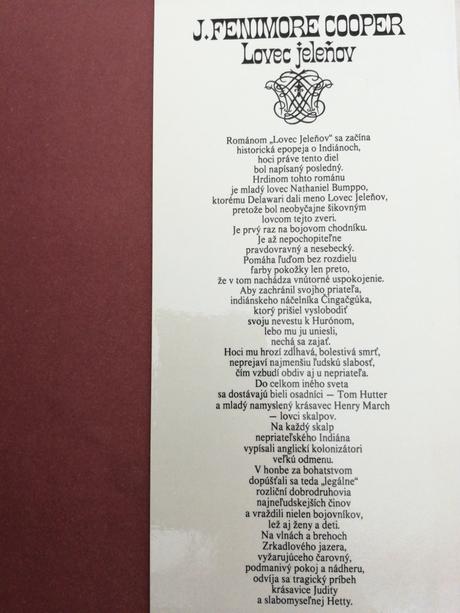 J. FENIMORE COOPER
Lovec jeleňov
Románom „Lovec Jeleňov" sa začína
historická epopeja o Indiánoch,
hoci práve tento diel
bol napísaný posledný.
Hrdinom tohto románu
je mladý lovec Nathaniel Bumppo,
ktorému Delawari dali meno Lovec Jeleňov,
pretože bol neobyčajne šikovným
lovcom tejto zveri.
Je prvý raz na bojovom chodníku.
Je až nepochopiteľne
pravdovravný a nesebecký.
Pomáha ľuďom bez rozdielu
farby pokožky len preto,
že v tom nachádza vnútorné uspokojenie.
Aby zachránil svojho priateľa,
indiánskeho náčelníka Čingačgúka,
ktorý prišiel vyslobodiť
svoju nevestu k Hurónom,
lebo mu ju uniesli,
nechá sa zajať.
Hoci mu hrozí zdĺhavá, bolestivá smrť,
neprejaví najmenšiu ľudskú slabosť,
čím vzbudí obdiv aj u nepriateľa.
Do celkom iného sveta
sa dostávajú bieli osadníci — Tom Hutter
a mladý namyslený krásavec Henry March
— lovci skalpov.
Na každý skalp
nepriateľského Indiána
vypísali anglickí kolonizátori
veľkú odmenu.
V honbe za bohatstvom
dopúšťali sa teda „legálne"
rozliční dobrodruhovia
najneľudskejších činov
a vraždili nielen bojovníkov,
lež aj ženy a deti.
Na vlnách a brehoch
Zrkadlového jazera,
vyžarujúceho čarovný,
podmanivý pokoj a nádheru,
odvíja sa tragický príbeh
krásavice Judity
a slabomyseľnej Hetty.